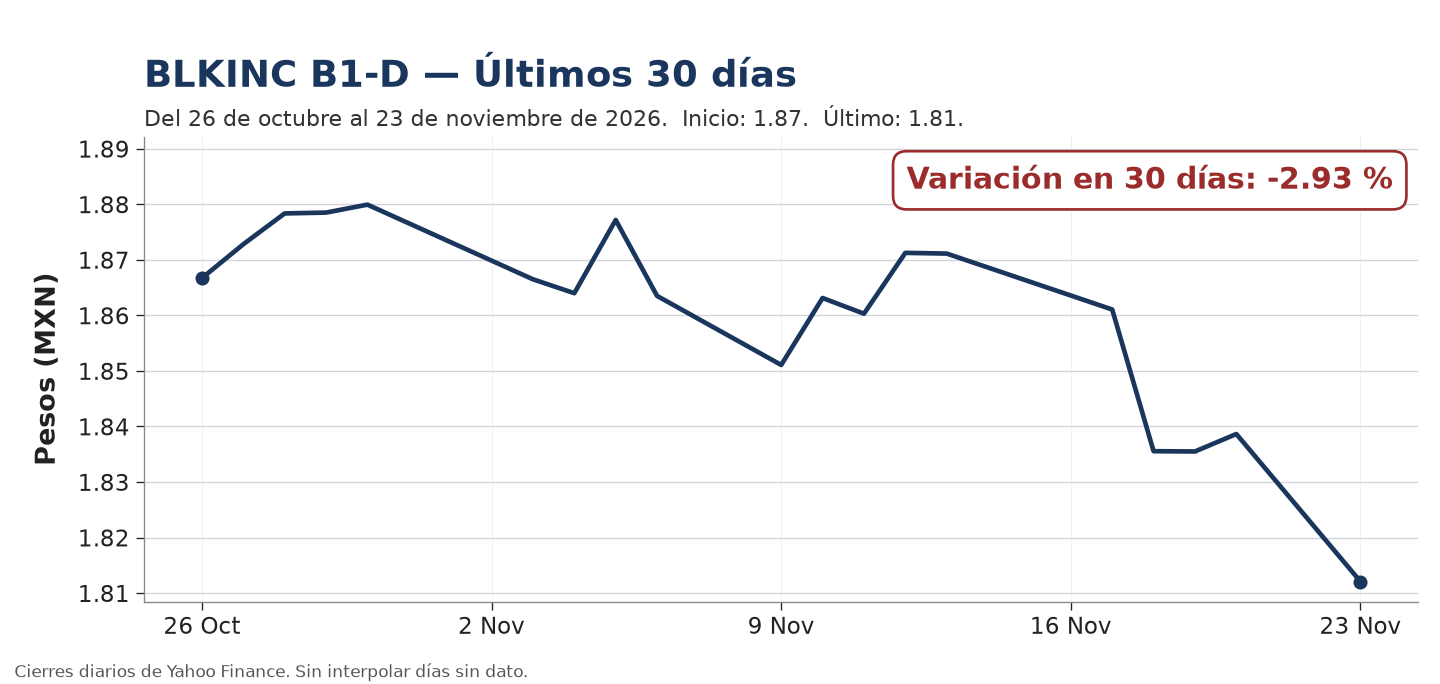 BLKINC B1-D — Últimos 30 días
Del 26 de octubre al 23 de noviembre de 2026.  Inicio: 1.87.  Último: 1.81.
Variación en 30 días: -2.93 %
Pesos (MXN)
1.89
1.88
1.87
1.86
1.85
1.84
1.83
1.82
1.81
26 Oct
2 Nov
9 Nov
16 Nov
23 Nov
Cierres diarios de Yahoo Finance. Sin interpolar días sin dato.